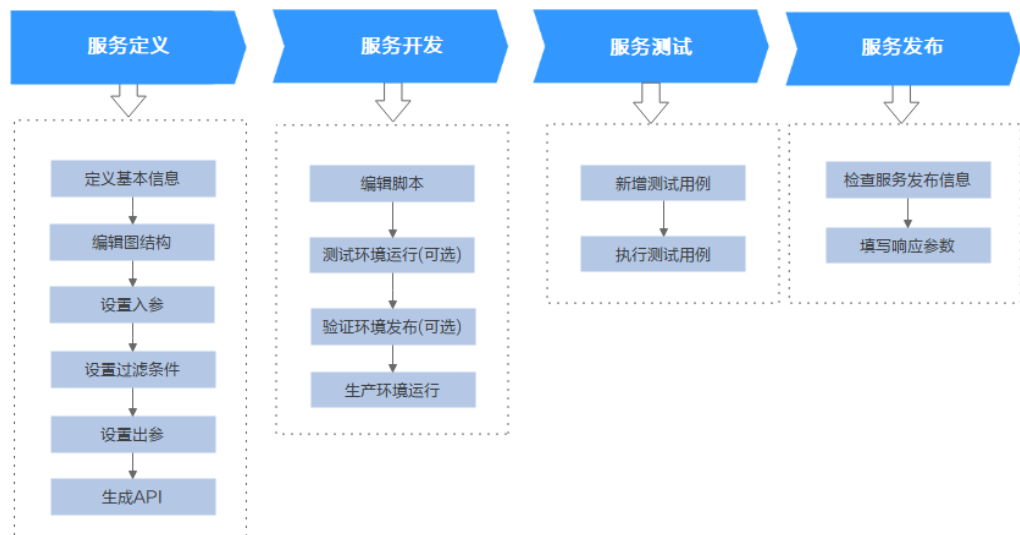 服务定义
服务开发
服务测试
服务发布
定义基本信息
编辑图结构
设置入参
设置过滤条件
设置出参
生成API
编辑脚本
测试环境运行(可选)
验证环境发布(可选)
生产环境运行
新增测试用例
执行测试用例
检查服务发布信息
填写响应参数